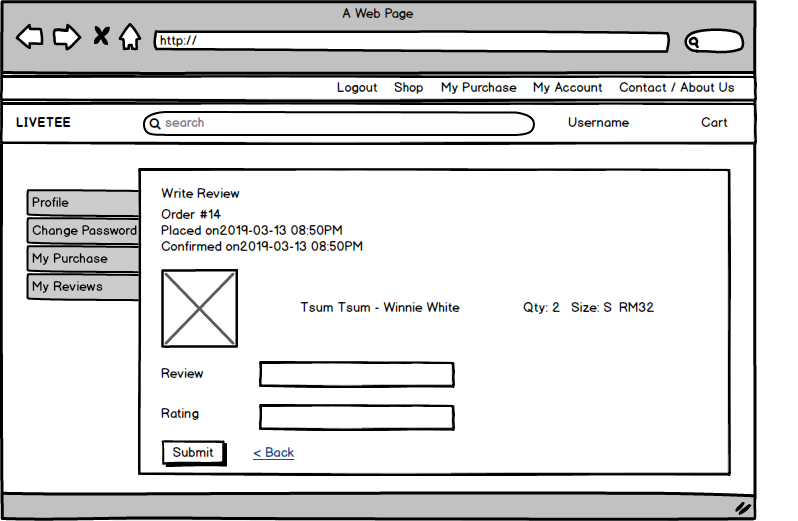 A Web Page
http://
Logout Shop My Purchase My Account Contact / About Us
LIVETEE search Username Cart
Profile
Change Password
My Purchase
My Reviews
Write Review
Order #14
Placed on2019-03-13 08:50PM
Confirmed on2019-03-13 08:50PM
Tsum Tsum - Winnie White Qty: 2 Size: S RM32
Review
Rating
Submit < Back